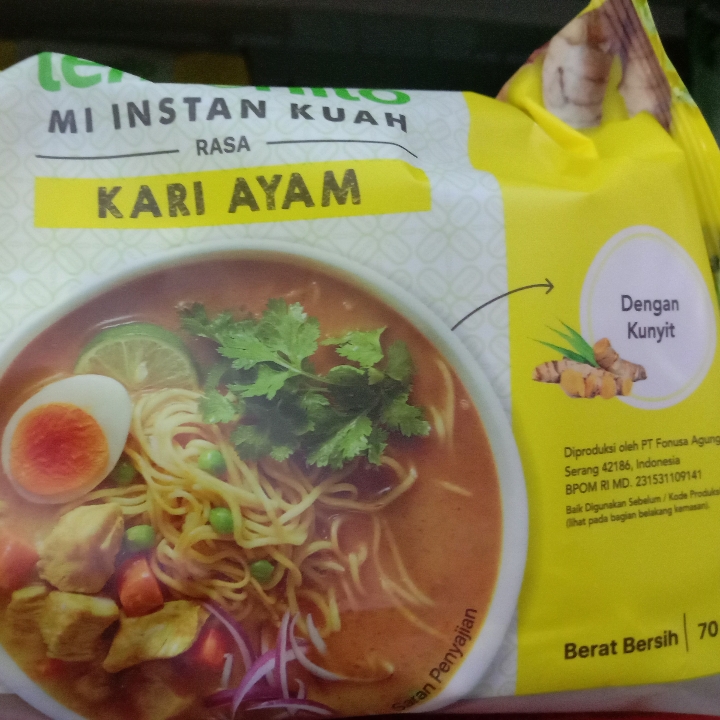 MI INSTAN KUAH
RASA
KARI AYAM
Dengan
Kunyit
Diproduksi oleh PT Fonusa Agung
Serang 42186, Indonesia
BPOM RI MD. 231531109141
Baik Digunakan Sebelum / Kode Produksi
(lihat pada bagian belakang kemasan)
Saran Penyajian
Berat Bersih 70